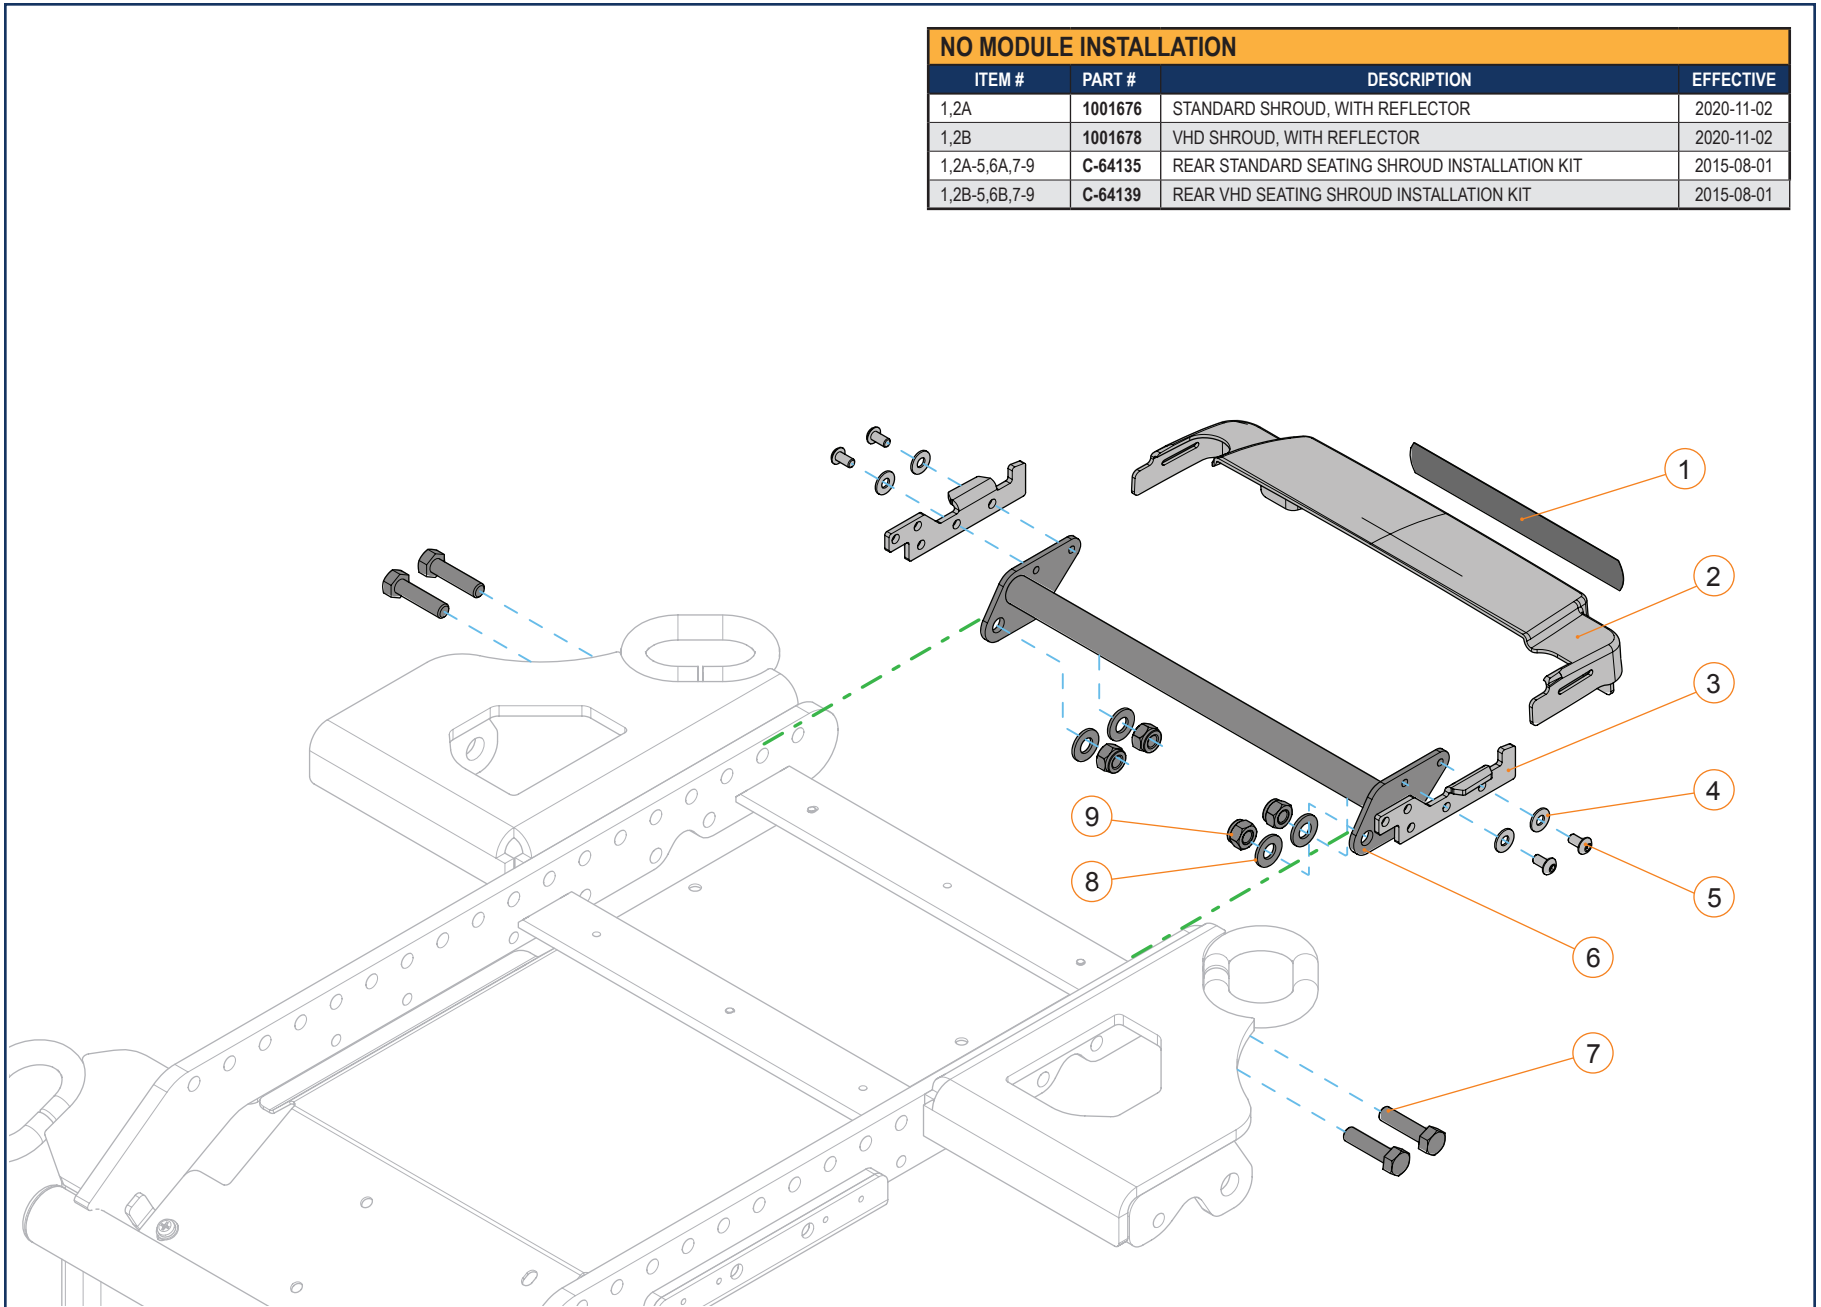 NO MODULE INSTALLATION
ITEM # PART # DESCRIPTION EFFECTIVE
1,2A 1001676 STANDARD SHROUD, WITH REFLECTOR 2020-11-02
1,2B 1001678 VHD SHROUD, WITH REFLECTOR 2020-11-02
1,2A-5,6A,7-9 C-64135 REAR STANDARD SEATING SHROUD INSTALLATION KIT 2015-08-01
1,2B-5,6B,7-9 C-64139 REAR VHD SEATING SHROUD INSTALLATION KIT 2015-08-01
1
2
3
4
5
6
7
8
9